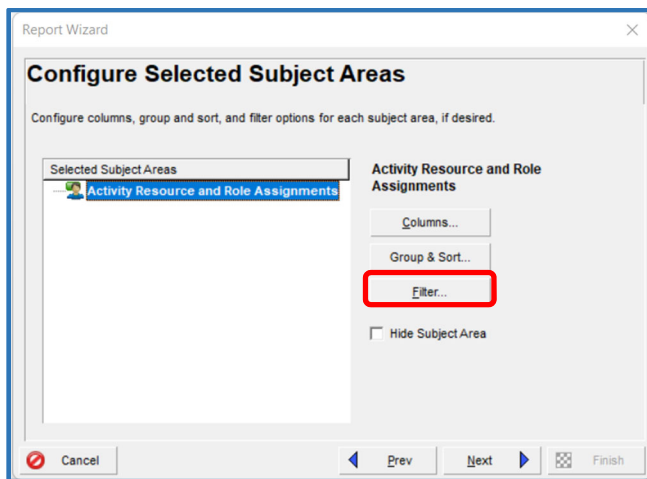 Report Wizard
Configure Selected Subject Areas
Configure columns, group and sort, and filter options for each subject area, if desired.
Selected Subject Areas
Activity Resource and Role Assignments
Activity Resource and Role
Assignments
Columns...
Group & Sort...
Filter...
Hide Subject Area
Cancel
Prev
Next
Finish